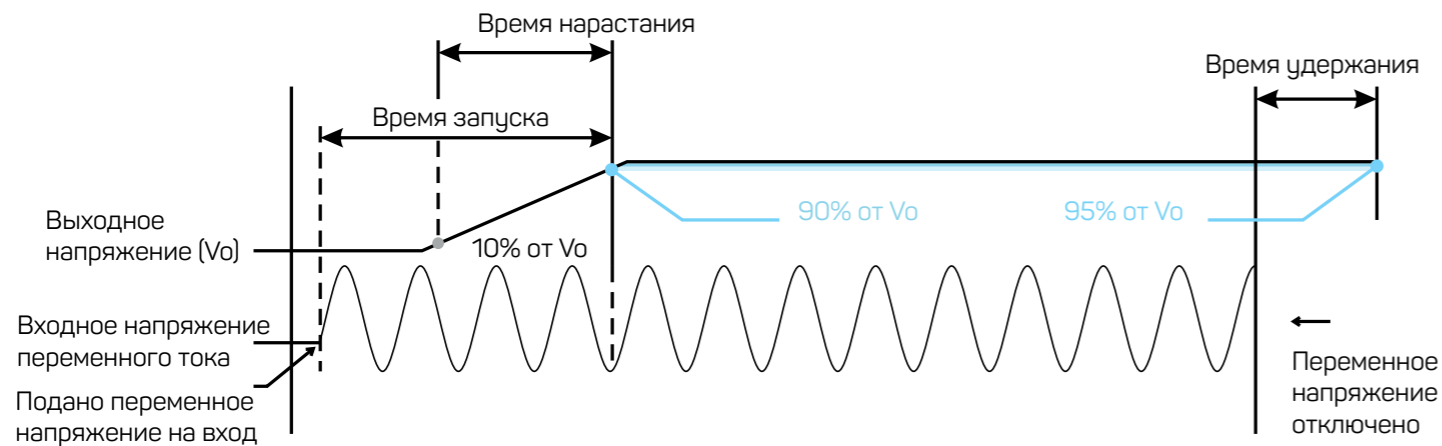 Время нарастания
Время удержания
Время запуска
Выходное
напряжение (Vo)
90% от Vo
95% от Vo
10% от Vo
Входное напряжение
переменного тока
Подано переменное
напряжение на вход
Переменное
напряжение
отключено